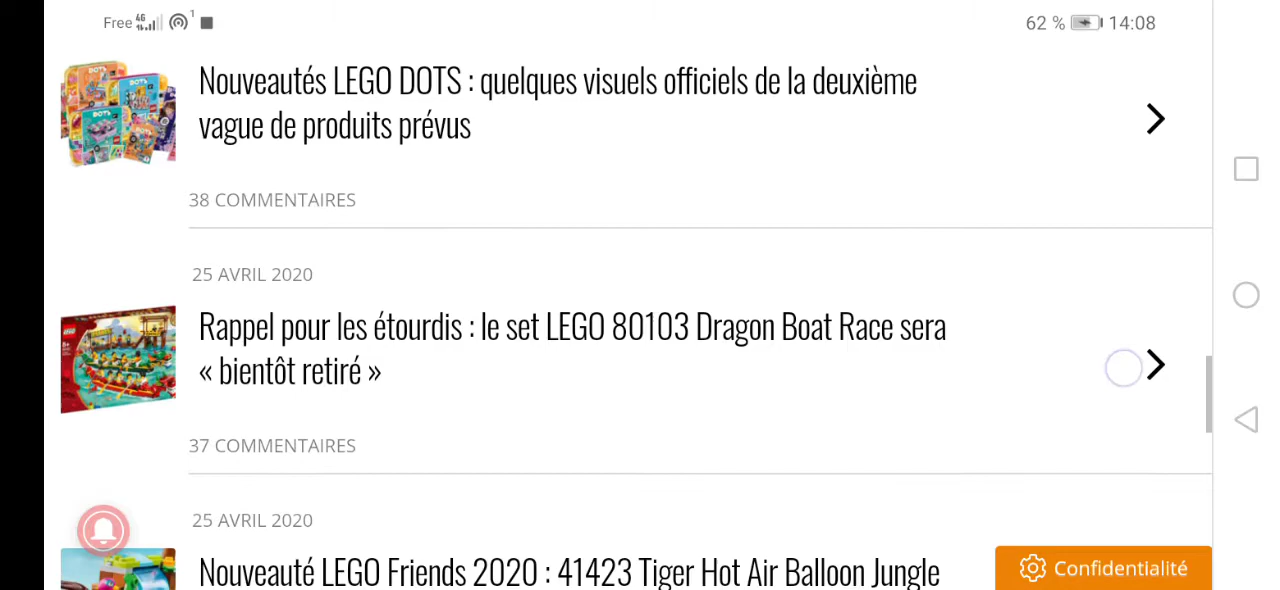 Free 4G 1 62 % 14:08
Nouveautés LEGO DOTS : quelques visuels officiels de la deuxième
vague de produits prévus
38 COMMENTAIRES
25 AVRIL 2020
Rappel pour les étourdis : le set LEGO 80103 Dragon Boat Race sera
« bientôt retiré »
37 COMMENTAIRES
25 AVRIL 2020
Nouveauté LEGO Friends 2020 : 41423 Tiger Hot Air Balloon Jungle
Confidentialité